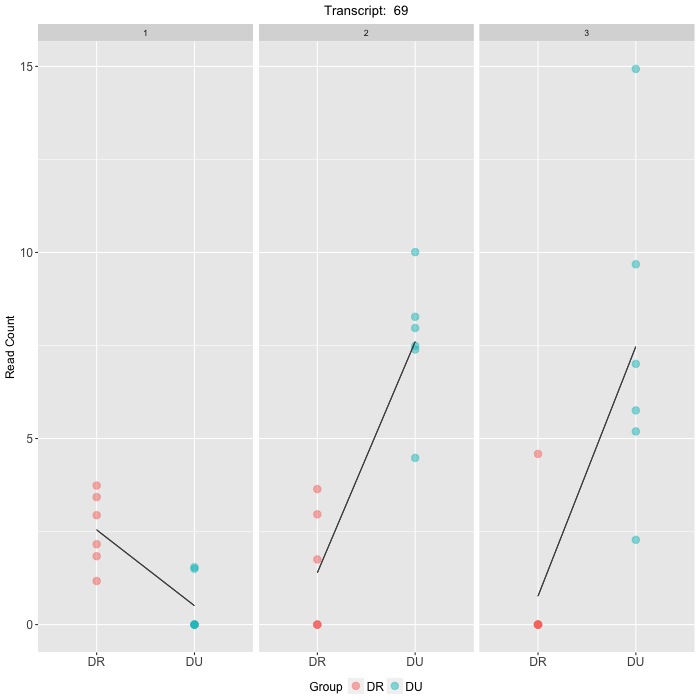 Transcript: 69
1 2 3
15
10
5
0
Read Count
DR DU DR DU DR DU
Group DR DU